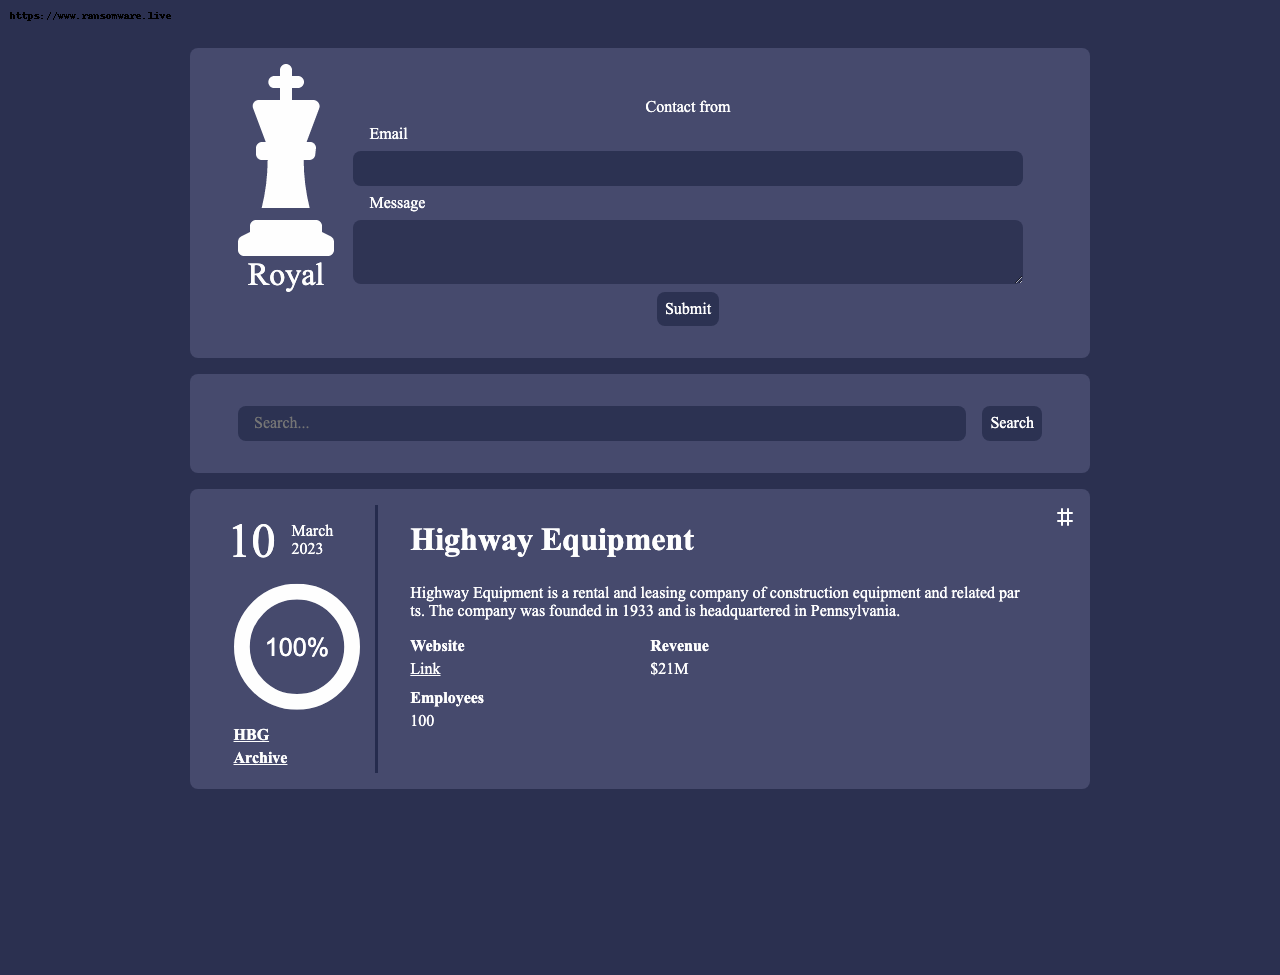 https://www.ransomware.live
Contact from
Email
Message
Royal
Submit
Search...
Search
10
March
2023
100%
HBG
Archive
#
Highway Equipment
Highway Equipment is a rental and leasing company of construction equipment and related par
ts. The company was founded in 1933 and is headquartered in Pennsylvania.
Website
Link
Revenue
$21M
Employees
100